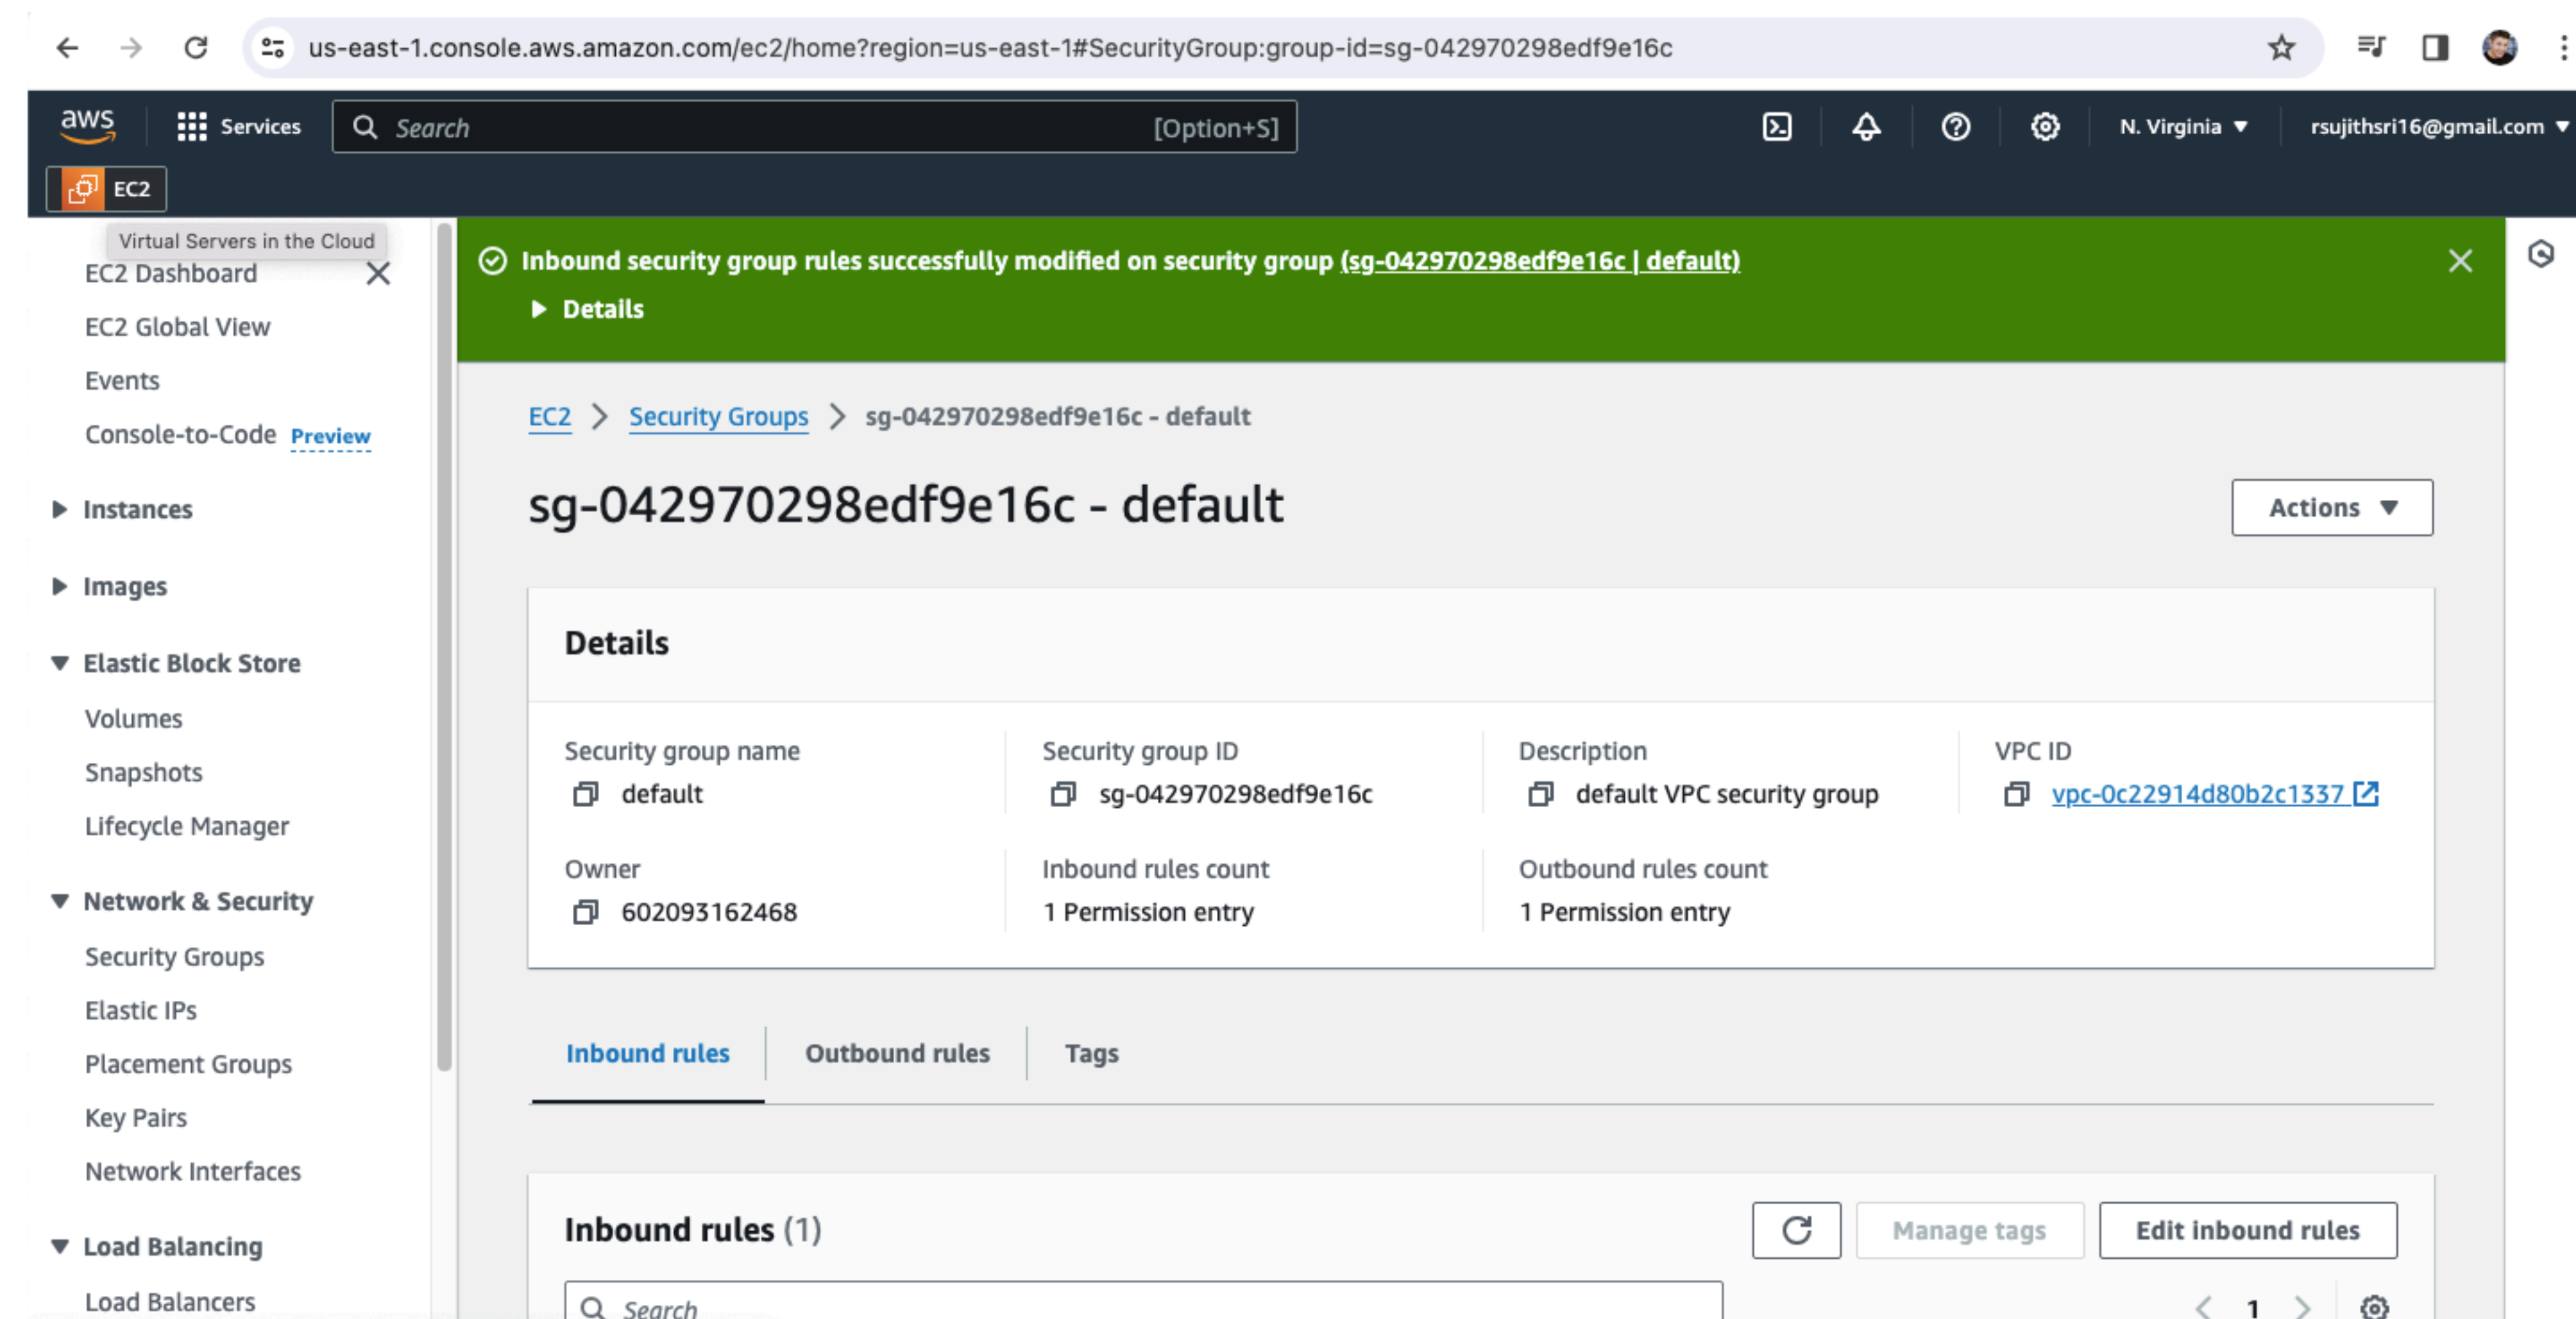 us-east-1.console.aws.amazon.com/ec2/home?region=us-east-1#SecurityGroup:group-id=sg-042970298edf9e16c
aws
Services
Search
[Option+S]
N. Virginia
rsujithsri16@gmail.com
EC2
Virtual Servers in the Cloud
EC2 Dashboard
EC2 Global View
Events
Console-to-Code Preview
Instances
Images
Elastic Block Store
Volumes
Snapshots
Lifecycle Manager
Network & Security
Security Groups
Elastic IPs
Placement Groups
Key Pairs
Network Interfaces
Load Balancing
Load Balancers
Inbound security group rules successfully modified on security group (sg-042970298edf9e16c | default)
Details
EC2 > Security Groups > sg-042970298edf9e16c - default
sg-042970298edf9e16c - default
Actions
Details
Security group name
default
Security group ID
sg-042970298edf9e16c
Description
default VPC security group
VPC ID
vpc-0c22914d80b2c1337
Owner
602093162468
Inbound rules count
1 Permission entry
Outbound rules count
1 Permission entry
Inbound rules
Outbound rules
Tags
Inbound rules (1)
Manage tags
Edit inbound rules
Search
1